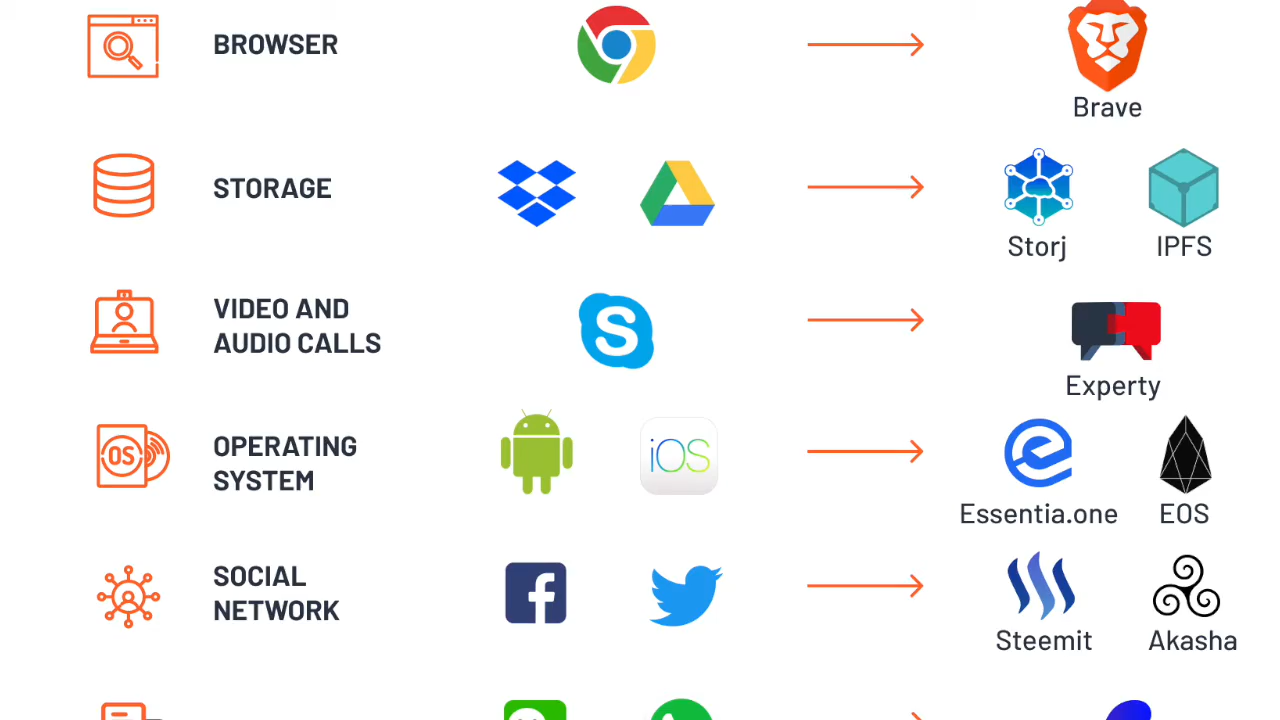 BROWSER
Brave
STORAGE
Storj
IPFS
VIDEO AND
AUDIO CALLS
S
Experty
OS
OPERATING
SYSTEM
iOS
Essentia.one
EOS
SOCIAL
NETWORK
f
Steemit
Akasha